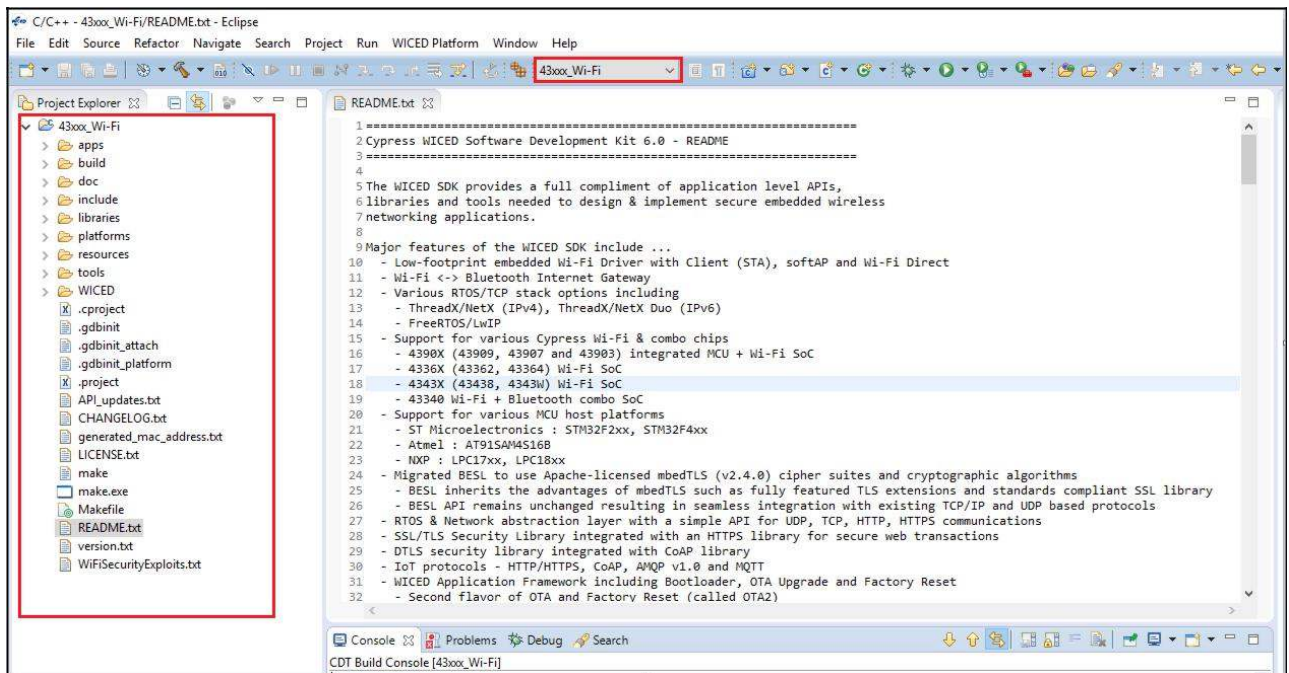 C/C++ - 43xxx_Wi-Fi/README.txt - Eclipse
File Edit Source Refactor Navigate Search Project Run WICED Platform Window Help
43xxx_Wi-Fi
Project Explorer
43xxx_Wi-Fi
apps
build
doc
include
libraries
platforms
resources
tools
WICED
.cproject
.gdbinit
.gdbinit_attach
.gdbinit_platform
.project
API_updates.txt
CHANGELOG.txt
generated_mac_address.txt
LICENSE.txt
make
make.exe
Makefile
README.txt
version.txt
WiFiSecurityExploits.txt
README.txt
1 =====================================================================
2 Cypress WICED Software Development Kit 6.0 - README
3 =====================================================================
4
5 The WICED SDK provides a full compliment of application level APIs,
6 libraries and tools needed to design & implement secure embedded wireless
7 networking applications.
8
9 Major features of the WICED SDK include ...
10 - Low-footprint embedded Wi-Fi Driver with Client (STA), softAP and Wi-Fi Direct
11 - Wi-Fi <-> Bluetooth Internet Gateway
12 - Various RTOS/TCP stack options including
13 - ThreadX/NetX (IPv4), ThreadX/NetX Duo (IPv6)
14 - FreeRTOS/LwIP
15 - Support for various Cypress Wi-Fi & combo chips
16 - 4390X (43909, 43907 and 43903) integrated MCU + Wi-Fi SoC
17 - 4336X (43362, 43364) Wi-Fi SoC
18 - 4343X (43438, 4343W) Wi-Fi SoC
19 - 43340 Wi-Fi + Bluetooth combo SoC
20 - Support for various MCU host platforms
21 - ST Microelectronics : STM32F2xx, STM32F4xx
22 - Atmel : AT91SAM4S16B
23 - NXP : LPC17xx, LPC18xx
24 - Migrated BESL to use Apache-licensed mbedTLS (v2.4.0) cipher suites and cryptographic algorithms
25 - BESL inherits the advantages of mbedTLS such as fully featured TLS extensions and standards compliant SSL library
26 - BESL API remains unchanged resulting in seamless integration with existing TCP/IP and UDP based protocols
27 - RTOS & Network abstraction layer with a simple API for UDP, TCP, HTTP, HTTPS communications
28 - SSL/TLS Security Library integrated with an HTTPS library for secure web transactions
29 - DTLS security library integrated with CoAP library
30 - IoT protocols - HTTP/HTTPS, CoAP, AMQP v1.0 and MQTT
31 - WICED Application Framework including Bootloader, OTA Upgrade and Factory Reset
32 - Second flavor of OTA and Factory Reset (called OTA2)
Console Problems Debug Search
CDT Build Console [43xxx_Wi-Fi]